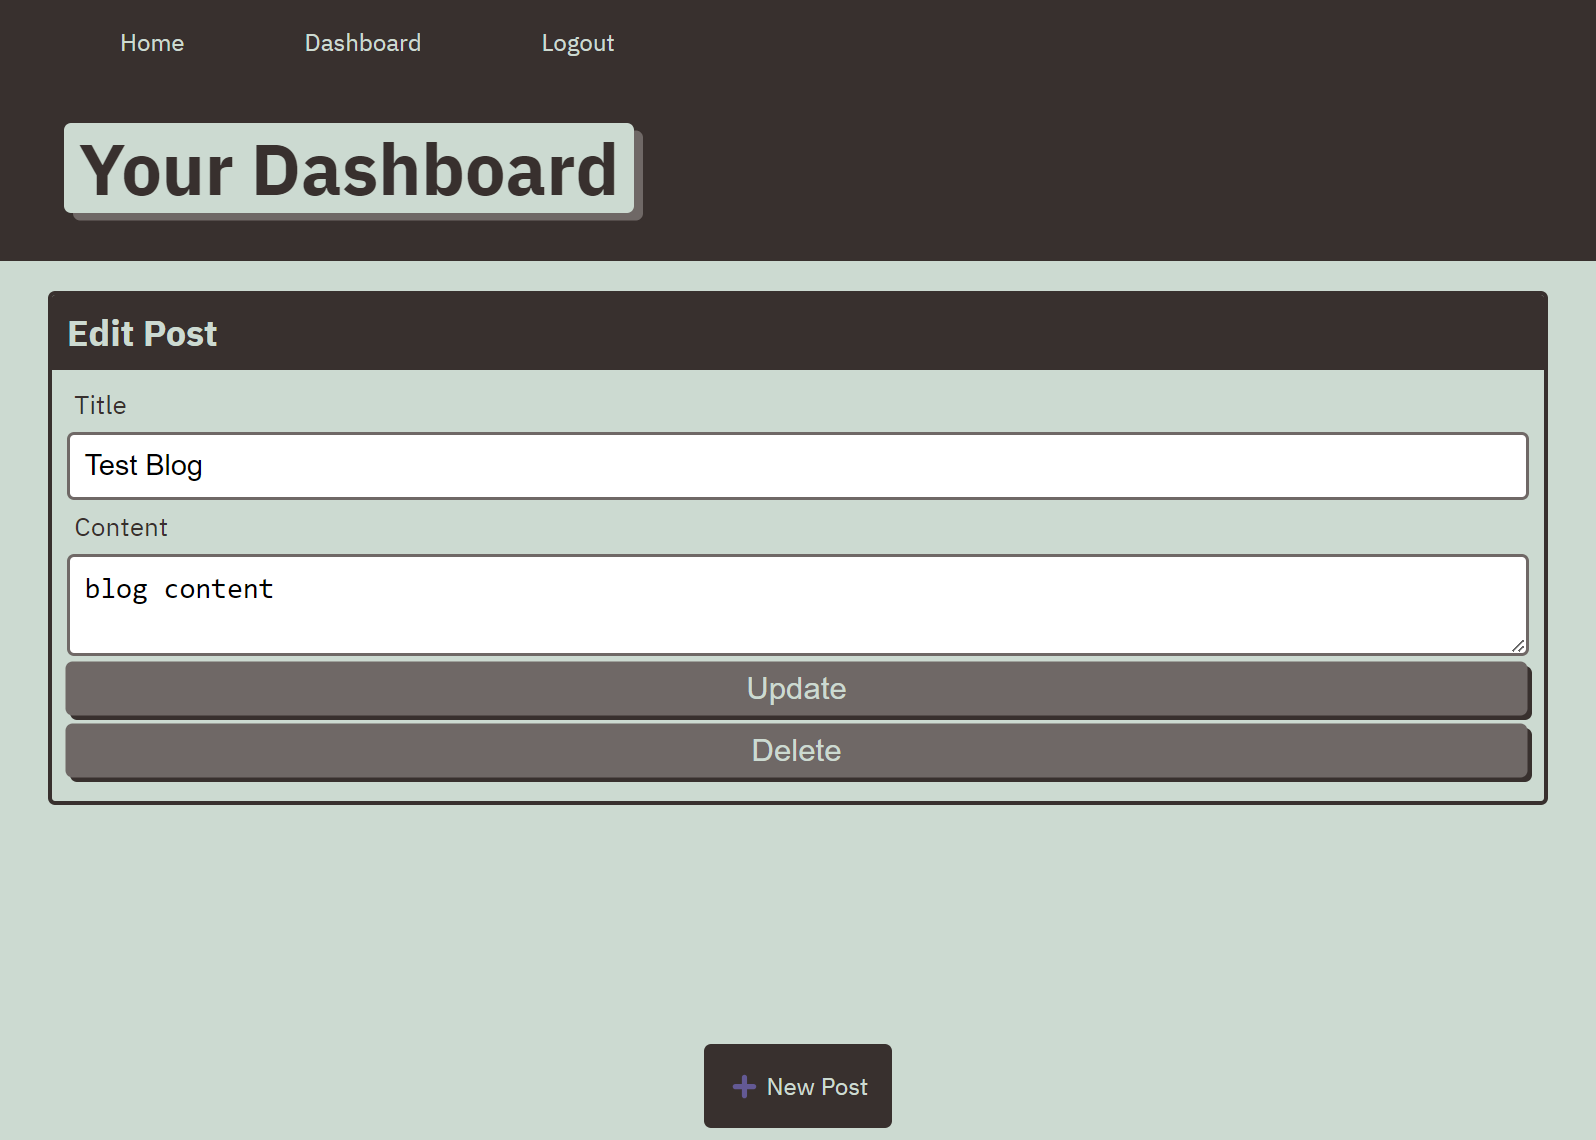 Home Dashboard Logout
Your Dashboard
Edit Post
Title
Test Blog
Content
blog content
Update
Delete
New Post